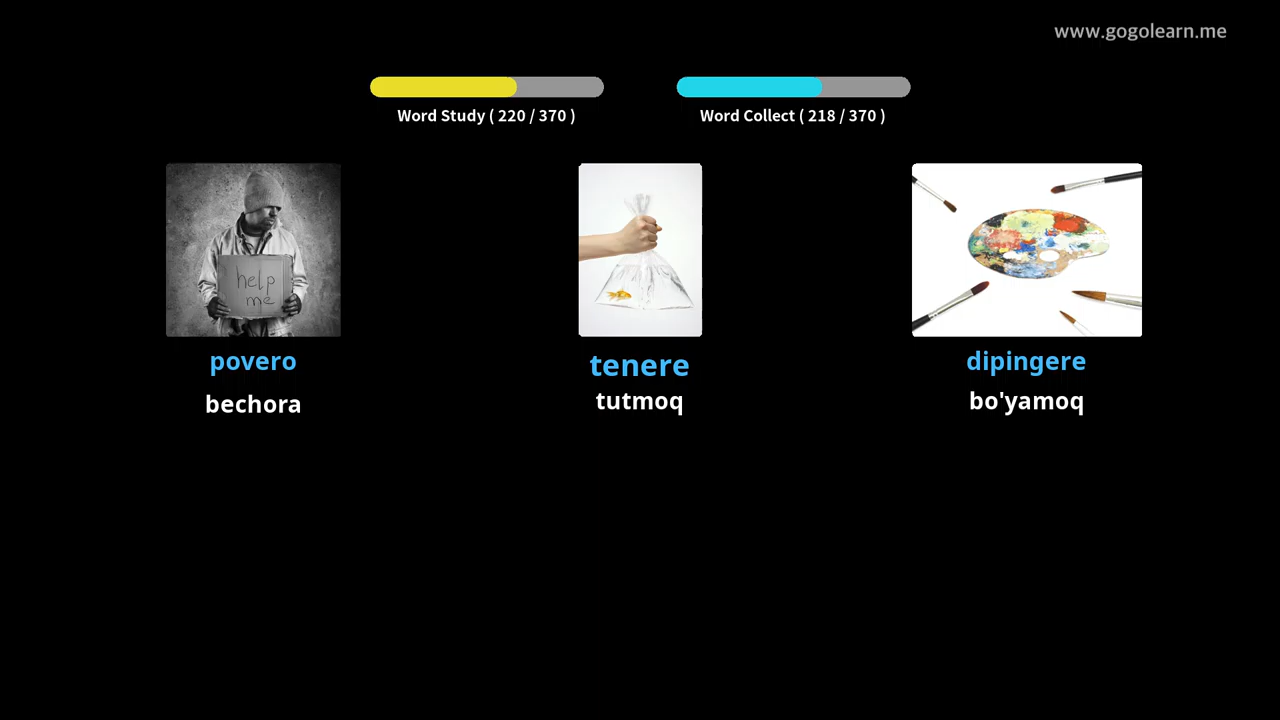 www.gogolearn.me
Word Study ( 220 / 370 )
Word Collect ( 218 / 370 )
help
me
povero
tenere
dipingere
bechora
tutmoq
bo'yamoq